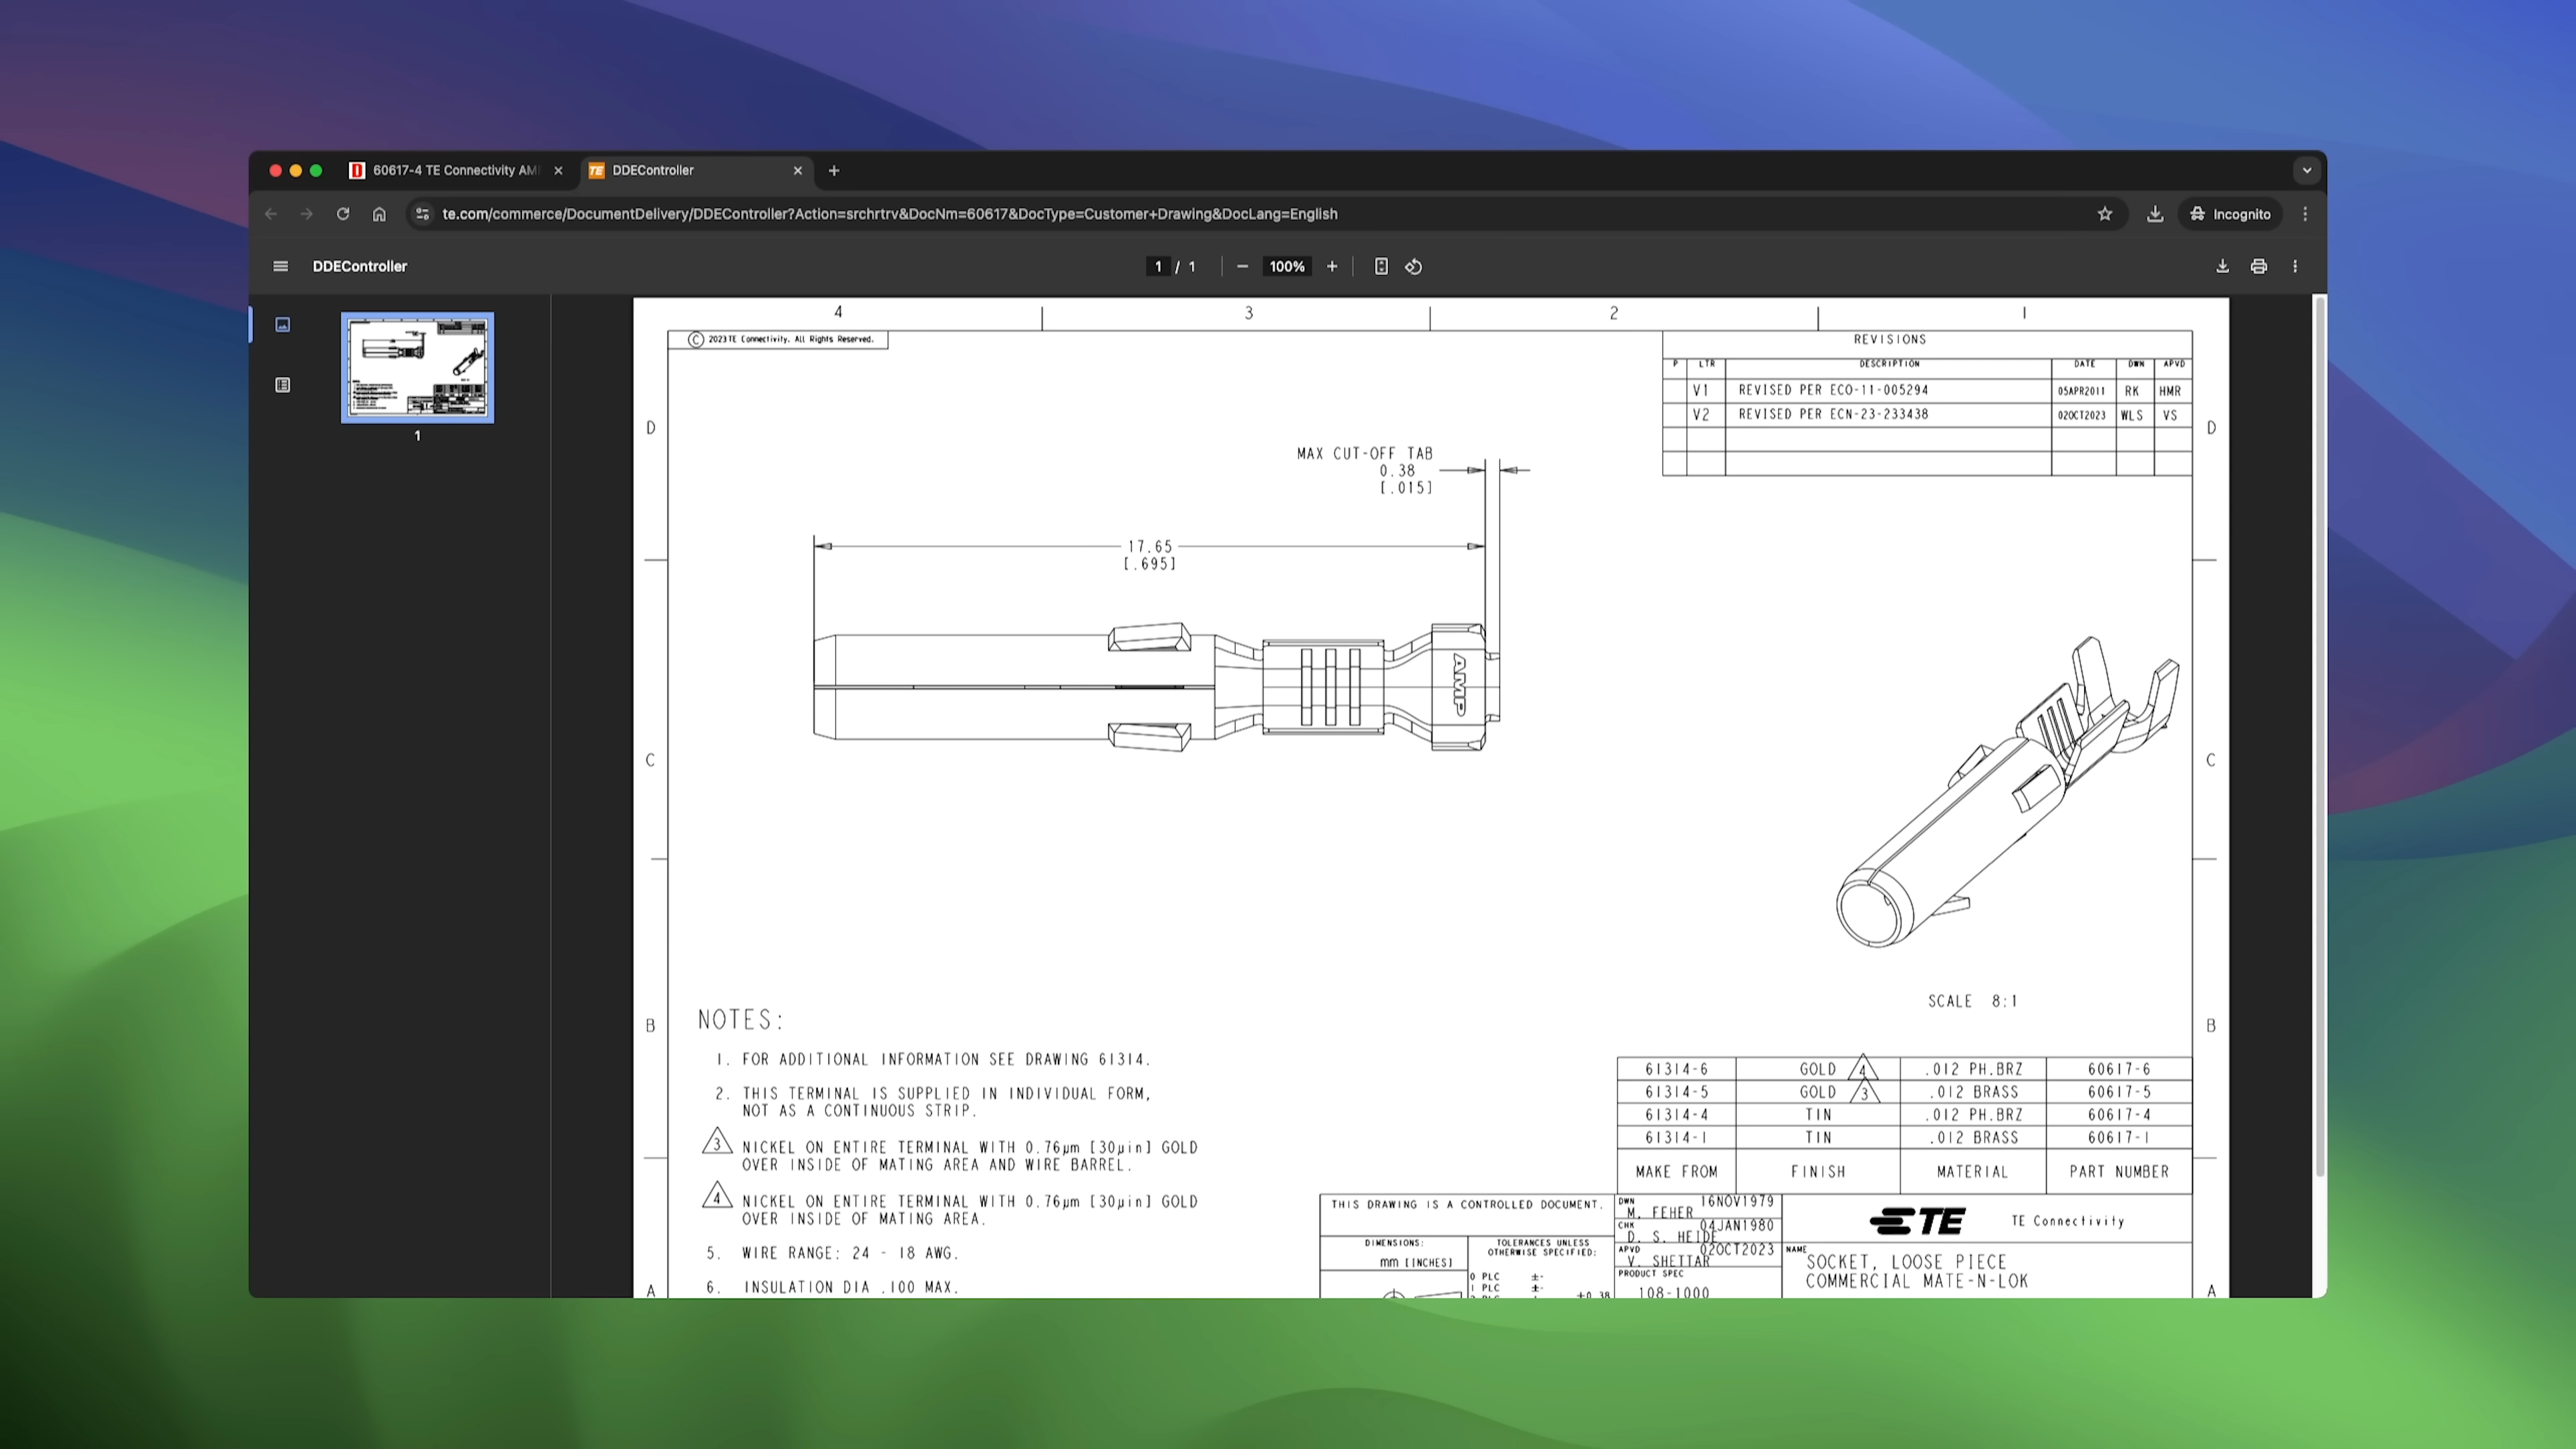 60617-4 TE Connectivity AM
DDEController
te.com/commerce/DocumentDelivery/DDEController?Action=srchrtrv&DocNm=60617&DocType=Customer+Drawing&DocLang=English
Incognito
DDEController
1 / 1
100%
1
4 3 2 1
© 2023 TE Connectivity. All Rights Reserved.
REVISIONS
P LTR DESCRIPTION DATE DWN APVD
V1 REVISED PER ECO-11-005294 05APR2011 RK HMR
V2 REVISED PER ECN-23-233438 02OCT2023 WLS VS
D D
MAX CUT-OFF TAB
0.38
[.015]
17.65
[.695]
AMP
C C
SCALE 8:1
B B
NOTES:
1. FOR ADDITIONAL INFORMATION SEE DRAWING 61314.
2. THIS TERMINAL IS SUPPLIED IN INDIVIDUAL FORM,
NOT AS A CONTINUOUS STRIP.
3 NICKEL ON ENTIRE TERMINAL WITH 0.76µm [30µin] GOLD
OVER INSIDE OF MATING AREA AND WIRE BARREL.
4 NICKEL ON ENTIRE TERMINAL WITH 0.76µm [30µin] GOLD
OVER INSIDE OF MATING AREA.
5. WIRE RANGE: 24 - 18 AWG.
6. INSULATION DIA .100 MAX.
61314-6 GOLD 4 .012 PH.BRZ 60617-6
61314-5 GOLD 3 .012 BRASS 60617-5
61314-4 TIN .012 PH.BRZ 60617-4
61314-1 TIN .012 BRASS 60617-1
MAKE FROM FINISH MATERIAL PART NUMBER
THIS DRAWING IS A CONTROLLED DOCUMENT.
DIMENSIONS:
mm [INCHES]
TOLERANCES UNLESS
OTHERWISE SPECIFIED:
0 PLC ±-
1 PLC ±-
±0.38
DWN 16NOV1979
M. FEHER
CHK 04JAN1980
D. S. HEIDE
APVD 02OCT2023
V. SHETTAR
PRODUCT SPEC
108-1000
TE TE Connectivity
NAME
SOCKET, LOOSE PIECE
COMMERCIAL MATE-N-LOK
A A